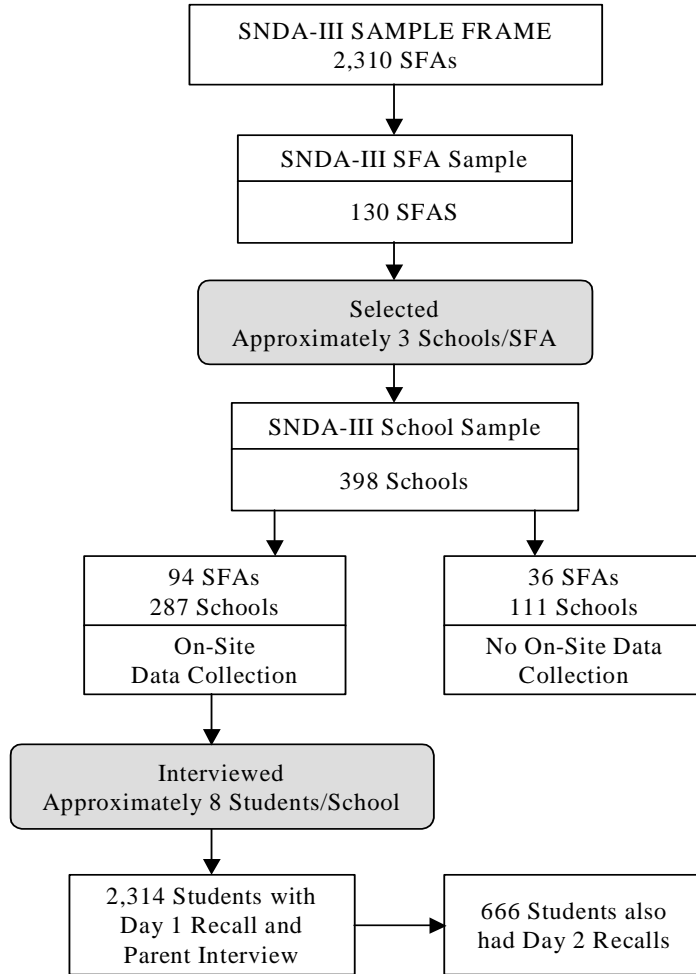 SNDA-III SAMPLE FRAME
2,310 SFAs
SNDA-III SFA Sample
130 SFAS
Selected
Approximately 3 Schools/SFA
SNDA-III School Sample
398 Schools
94 SFAs
287 Schools
On-Site
Data Collection
36 SFAs
111 Schools
No On-Site Data
Collection
Interviewed
Approximately 8 Students/School
2,314 Students with
Day 1 Recall and
Parent Interview
666 Students also
had Day 2 Recalls